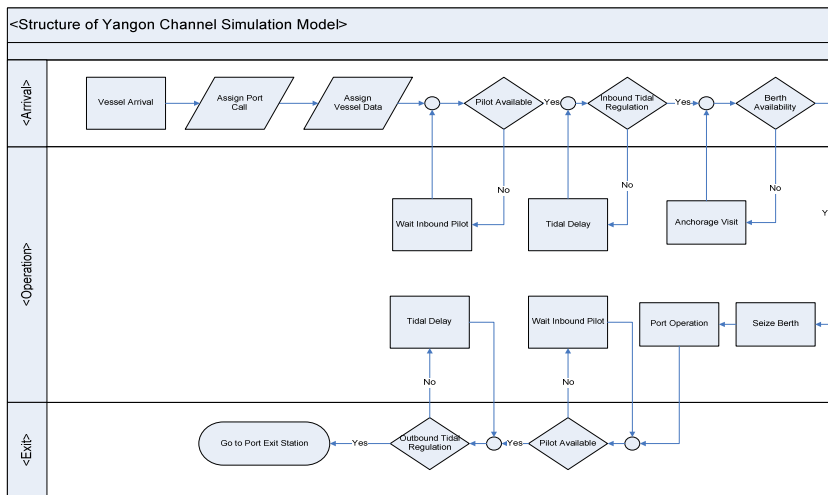 <Structure of Yangon Channel Simulation Model>
<Arrival>
Vessel Arrival
Assign Port
Call
Assign
Vessel Data
Pilot Available
Yes
Inbound Tidal
Regulation
Yes
Berth
Availability
No
No
No
Y
<Operation>
Wait Inbound Pilot
Tidal Delay
Anchorage Visit
Tidal Delay
Wait Inbound Pilot
Port Operation
Seize Berth
No
No
<Exit>
Go to Port Exit Station
Yes
Outbound Tidal
Regulation
Yes
Pilot Available